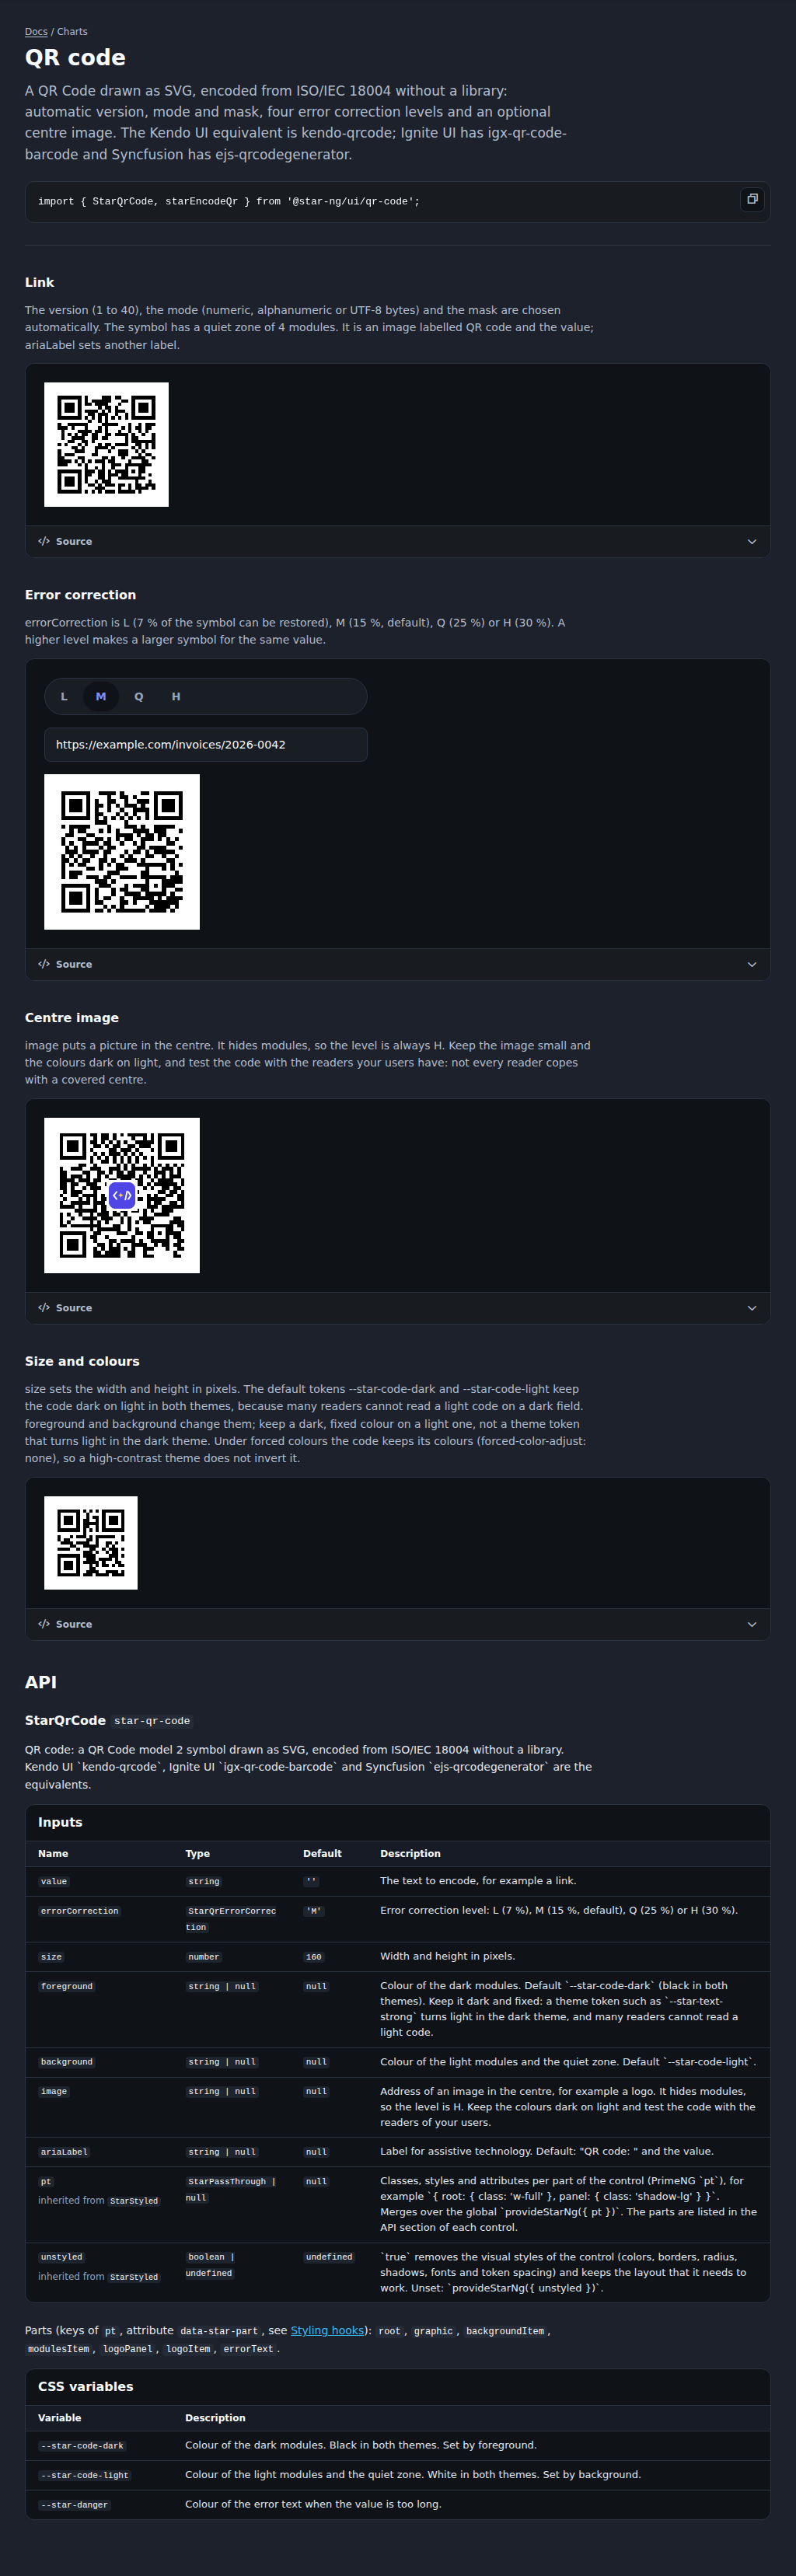 Docs / Charts
QR code
A QR Code drawn as SVG, encoded from ISO/IEC 18004 without a library:
automatic version, mode and mask, four error correction levels and an optional
centre image. The Kendo UI equivalent is kendo-qrcode; Ignite UI has igx-qr-code-
barcode and Syncfusion has ejs-qrcodegenerator.
import { StarQrCode, starEncodeQr } from '@star-ng/ui/qr-code';
Link
The version (1 to 40), the mode (numeric, alphanumeric or UTF-8 bytes) and the mask are chosen
automatically. The symbol has a quiet zone of 4 modules. It is an image labelled QR code and the value;
ariaLabel sets another label.
</> Source
Error correction
errorCorrection is L (7 % of the symbol can be restored), M (15 %, default), Q (25 %) or H (30 %). A
higher level makes a larger symbol for the same value.
L M Q H
https://example.com/invoices/2026-0042
</> Source
Centre image
image puts a picture in the centre. It hides modules, so the level is always H. Keep the image small and
the colours dark on light, and test the code with the readers your users have: not every reader copes
with a covered centre.
</> Source
Size and colours
size sets the width and height in pixels. The default tokens --star-code-dark and --star-code-light keep
the code dark on light in both themes, because many readers cannot read a light code on a dark field.
foreground and background change them; keep a dark, fixed colour on a light one, not a theme token
that turns light in the dark theme. Under forced colours the code keeps its colours (forced-color-adjust:
none), so a high-contrast theme does not invert it.
</> Source
API
StarQrCode star-qr-code
QR code: a QR Code model 2 symbol drawn as SVG, encoded from ISO/IEC 18004 without a library.
Kendo UI `kendo-qrcode`, Ignite UI `igx-qr-code-barcode` and Syncfusion `ejs-qrcodegenerator` are the
equivalents.
Inputs
Name Type Default Description
value string '' The text to encode, for example a link.
errorCorrection StarQrErrorCorrec 'M' Error correction level: L (7 %), M (15 %, default), Q (25 %) or H (30 %).
tion
size number 160 Width and height in pixels.
foreground string | null null Colour of the dark modules. Default `--star-code-dark` (black in both
themes). Keep it dark and fixed: a theme token such as `--star-text-
strong` turns light in the dark theme, and many readers cannot read a
light code.
background string | null null Colour of the light modules and the quiet zone. Default `--star-code-light`.
image string | null null Address of an image in the centre, for example a logo. It hides modules,
so the level is H. Keep the colours dark on light and test the code with the
readers of your users.
ariaLabel string | null null Label for assistive technology. Default: "QR code: " and the value.
pt StarPassThrough | null Classes, styles and attributes per part of the control (PrimeNG `pt`), for
inherited from StarStyled null example `{ root: { class: 'w-full' }, panel: { class: 'shadow-lg' } }`.
Merges over the global `provideStarNg({ pt })`. The parts are listed in the
API section of each control.
unstyled boolean | undefined `true` removes the visual styles of the control (colors, borders, radius,
inherited from StarStyled undefined shadows, fonts and token spacing) and keeps the layout that it needs to
work. Unset: `provideStarNg({ unstyled })`.
Parts (keys of pt, attribute data-star-part, see Styling hooks): root, graphic, backgroundItem,
modulesItem, logoPanel, logoItem, errorText.
CSS variables
Variable Description
--star-code-dark Colour of the dark modules. Black in both themes. Set by foreground.
--star-code-light Colour of the light modules and the quiet zone. White in both themes. Set by background.
--star-danger Colour of the error text when the value is too long.